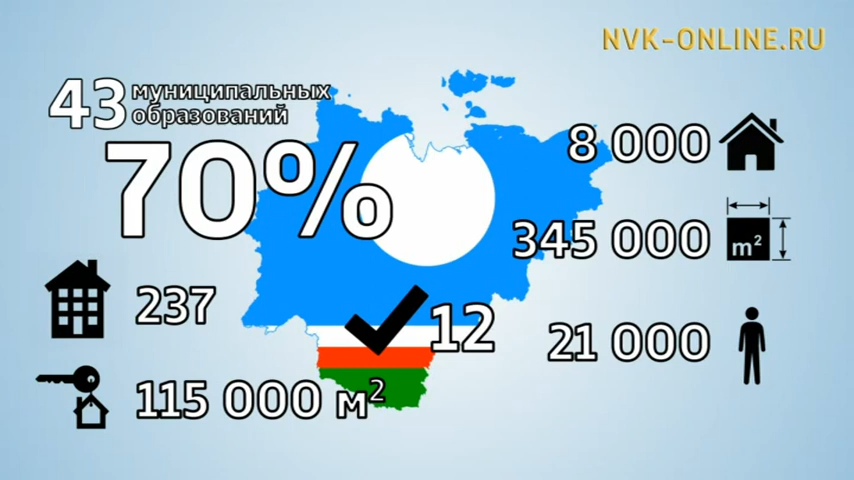 NVK-ONLINE.RU
43 муниципальных
образований
70%
8 000
345 000 m²
237
12
21 000
115 000 м²